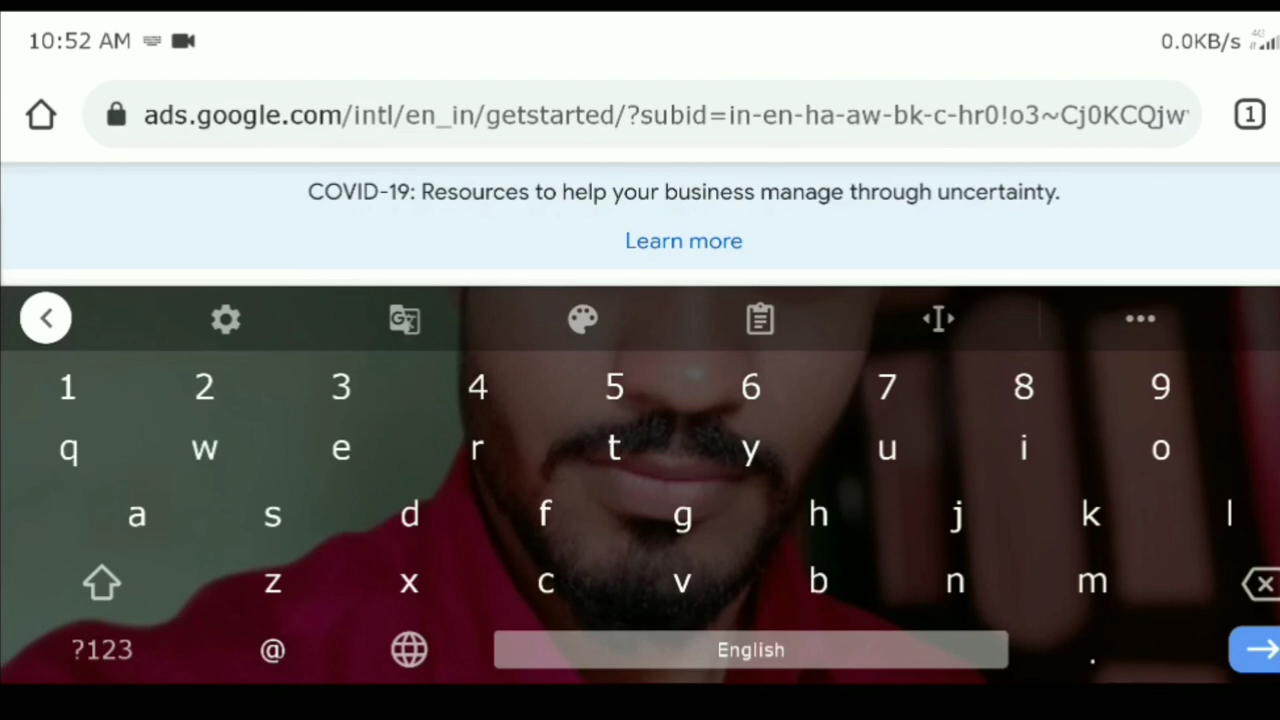 10:52 AM 0.0KB/s 4G
ads.google.com/intl/en_in/getstarted/?subid=in-en-ha-aw-bk-c-hr0!o3~Cj0KCQjw 1
COVID-19: Resources to help your business manage through uncertainty.
Learn more
1 2 3 4 5 6 7 8 9
q w e r t y u i o
a s d f g h j k l
z x c v b n m
?123 @ English .